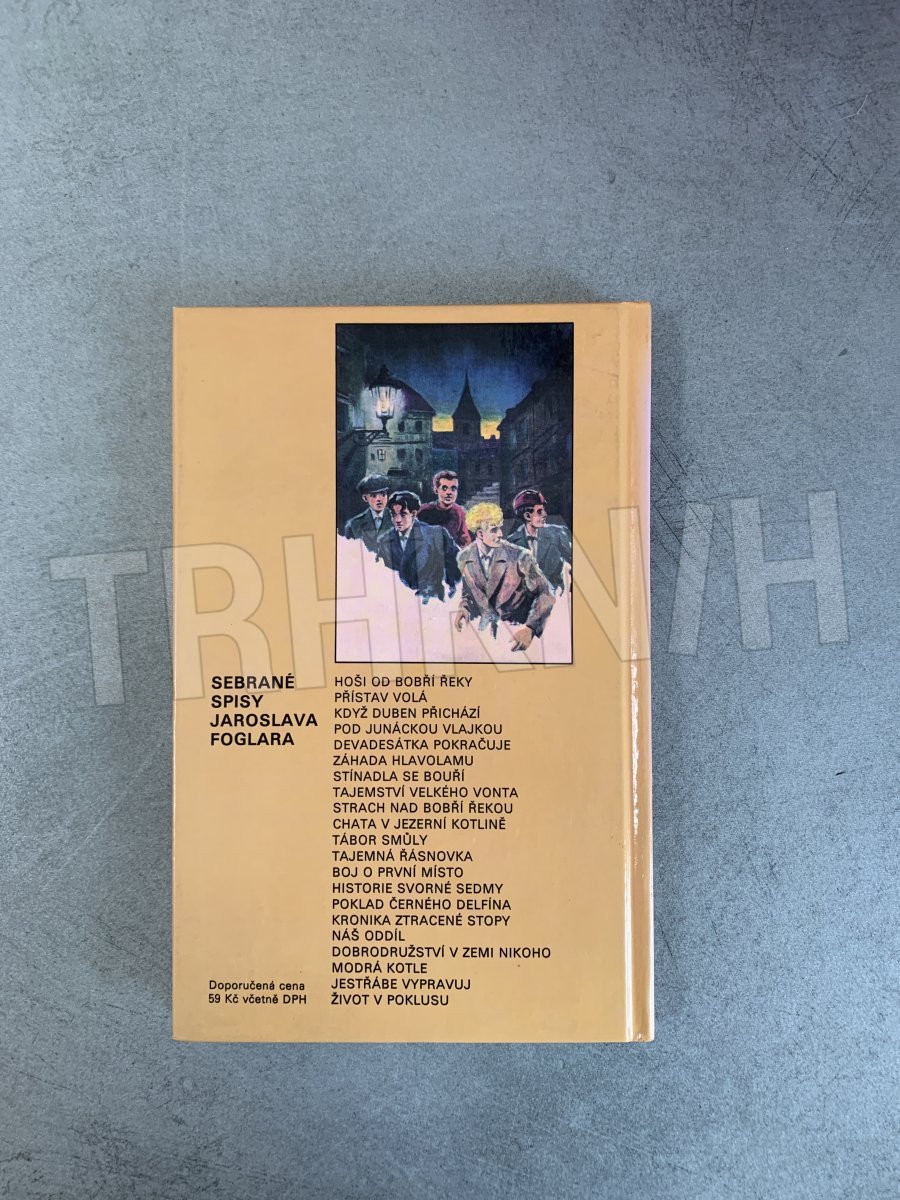 TRHKNIH
SEBRANÉ
SPISY
JAROSLAVA
FOGLARA
HOŠI OD BOBŘÍ ŘEKY
PŘÍSTAV VOLÁ
KDYŽ DUBEN PŘICHÁZÍ
POD JUNÁCKOU VLAJKOU
DEVADESÁTKA POKRAČUJE
ZÁHADA HLAVOLAMU
STÍNADLA SE BOUŘÍ
TAJEMSTVÍ VELKÉHO VONTA
STRACH NAD BOBŘÍ ŘEKOU
CHATA V JEZERNÍ KOTLINĚ
TÁBOR SMŮLY
TAJEMNÁ ŘÁSNOVKA
BOJ O PRVNÍ MÍSTO
HISTORIE SVORNÉ SEDMY
POKLAD ČERNÉHO DELFÍNA
KRONIKA ZTRACENÉ STOPY
NÁŠ ODDÍL
DOBRODRUŽSTVÍ V ZEMI NIKOHO
MODRÁ KOTLE
JESTŘÁBE VYPRAVUJ
ŽIVOT V POKLUSU
Doporučená cena
59 Kč včetně DPH